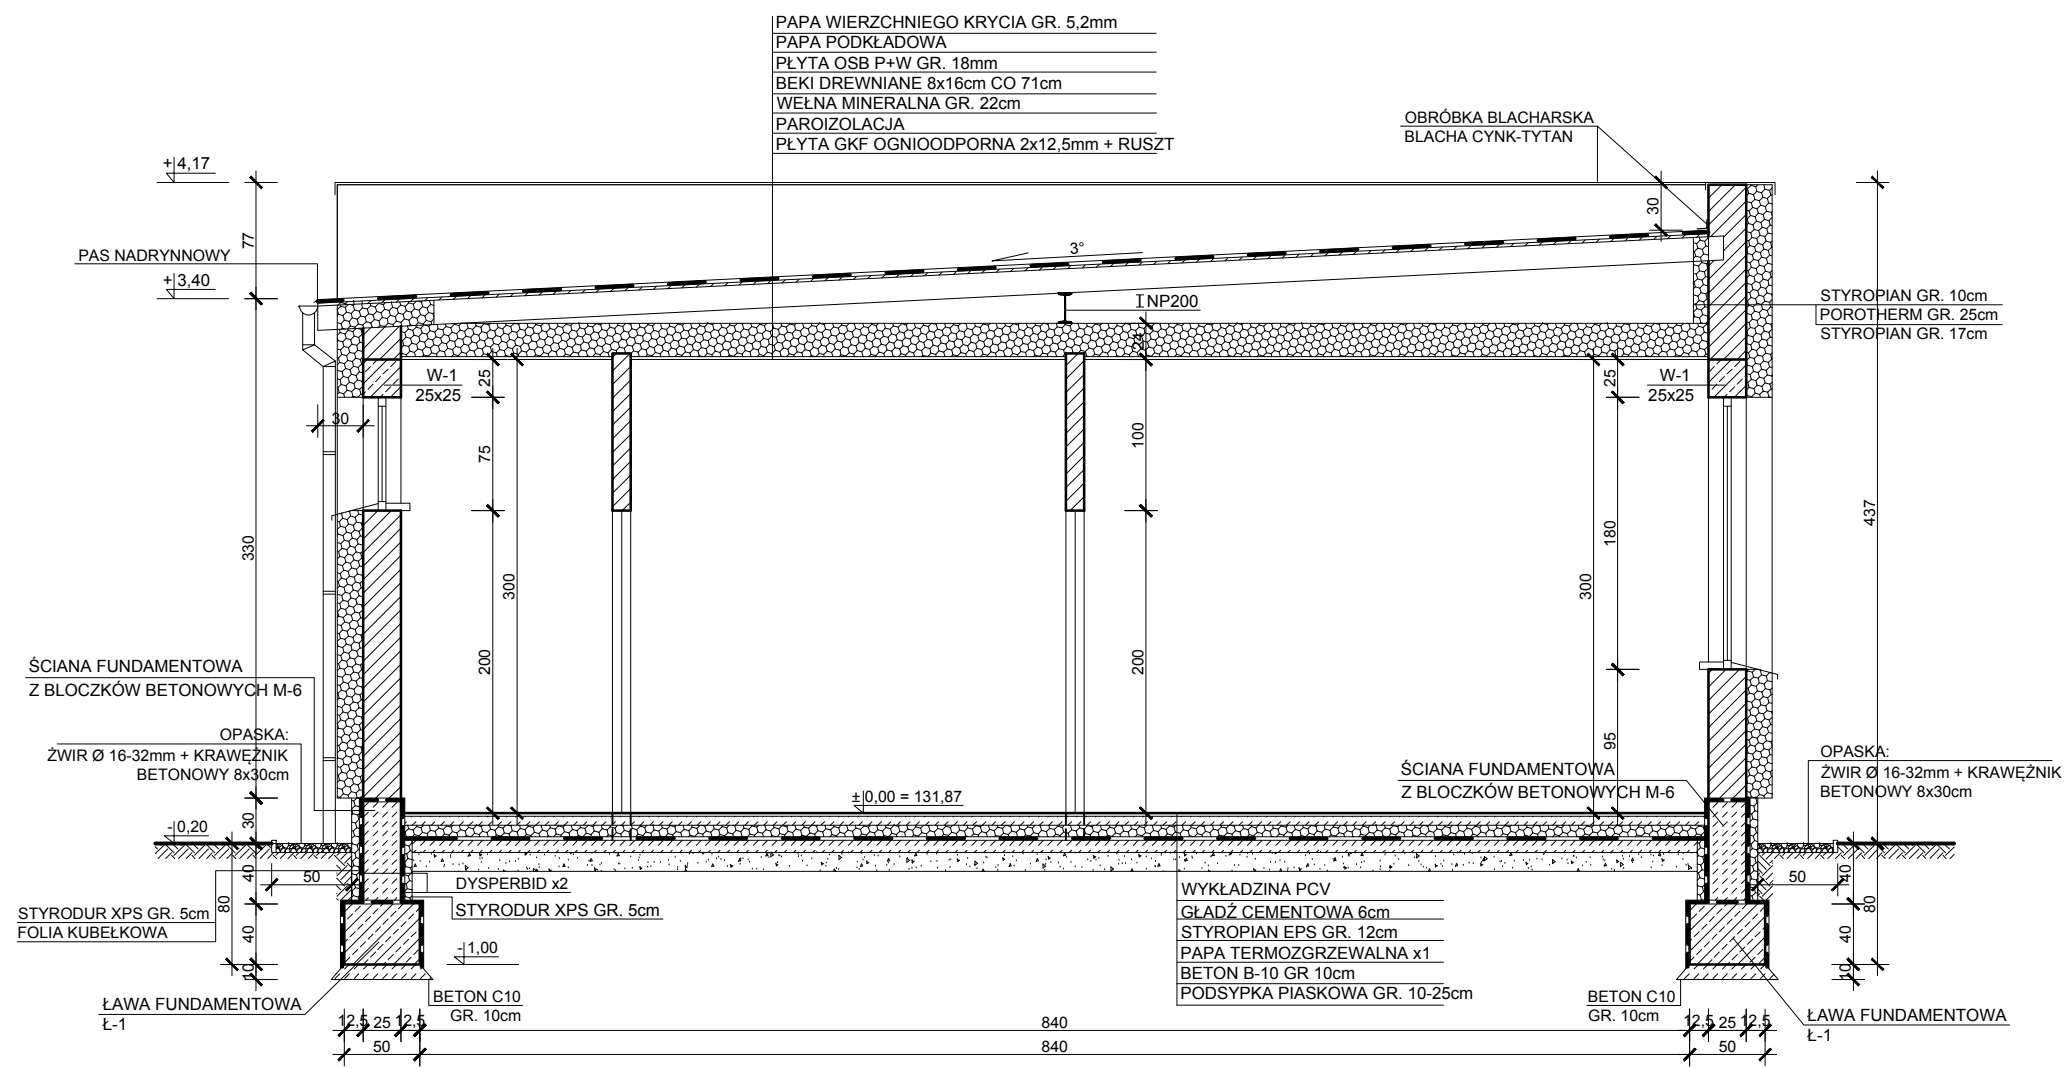 PAPA WIERZCHNIEGO KRYCIA GR. 5,2mm
PAPA PODKŁADOWA
PŁYTA OSB P+W GR. 18mm
BEKI DREWNIANE 8x16cm CO 71cm
WEŁNA MINERALNA GR. 22cm
PAROIZOLACJA
PŁYTA GKF OGNIOODPORNA 2x12,5mm + RUSZT
OBRÓBKA BLACHARSKA
BLACHA CYNK-TYTAN
+4,17
77
30
PAS NADRYNNOWY
3°
+3,40
INP200
STYROPIAN GR. 10cm
POROTHERM GR. 25cm
STYROPIAN GR. 17cm
24
W-1
25x25
25
25
W-1
25x25
30
75
100
180
437
330
300
300
200
200
95
ŚCIANA FUNDAMENTOWA
Z BLOCZKÓW BETONOWYCH M-6
OPASKA:
ŻWIR Ø 16-32mm + KRAWĘŻNIK
BETONOWY 8x30cm
ŚCIANA FUNDAMENTOWA
Z BLOCZKÓW BETONOWYCH M-6
OPASKA:
ŻWIR Ø 16-32mm + KRAWĘŻNIK
BETONOWY 8x30cm
±0,00 = 131,87
-0,20
30
40
50
80
40
10
DYSPERBID x2
STYRODUR XPS GR. 5cm
STYRODUR XPS GR. 5cm
FOLIA KUBEŁKOWA
-1,00
WYKŁADZINA PCV
GŁADŹ CEMENTOWA 6cm
STYROPIAN EPS GR. 12cm
PAPA TERMOZGRZEWALNA x1
BETON B-10 GR 10cm
PODSYPKA PIASKOWA GR. 10-25cm
50
40
80
40
10
ŁAWA FUNDAMENTOWA
Ł-1
BETON C10
GR. 10cm
BETON C10
GR. 10cm
ŁAWA FUNDAMENTOWA
Ł-1
12,5 25 12,5 840 12,5 25 12,5
50 840 50